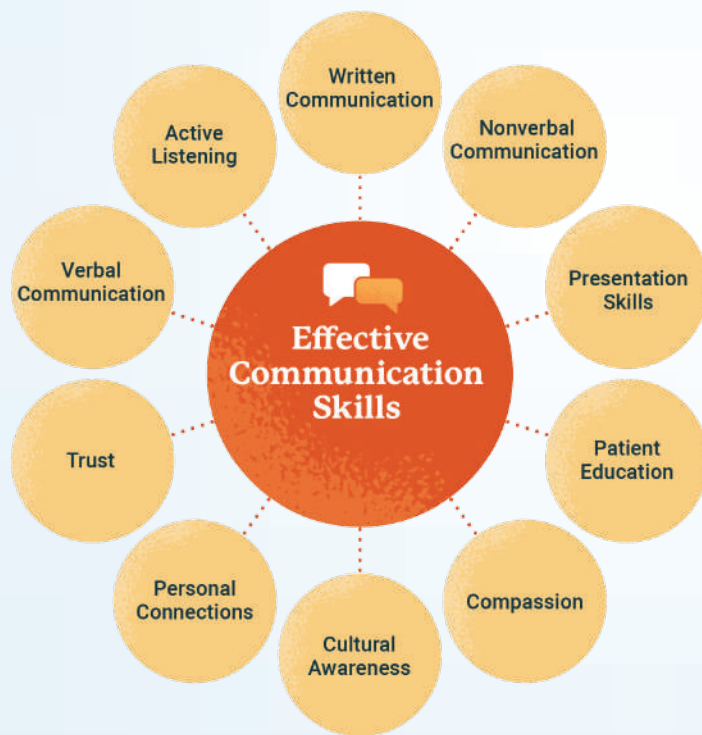 Written
Communication
Nonverbal
Communication
Active
Listening
Verbal
Communication
Presentation
Skills
Effective
Communication
Skills
Trust
Patient
Education
Personal
Connections
Compassion
Cultural
Awareness